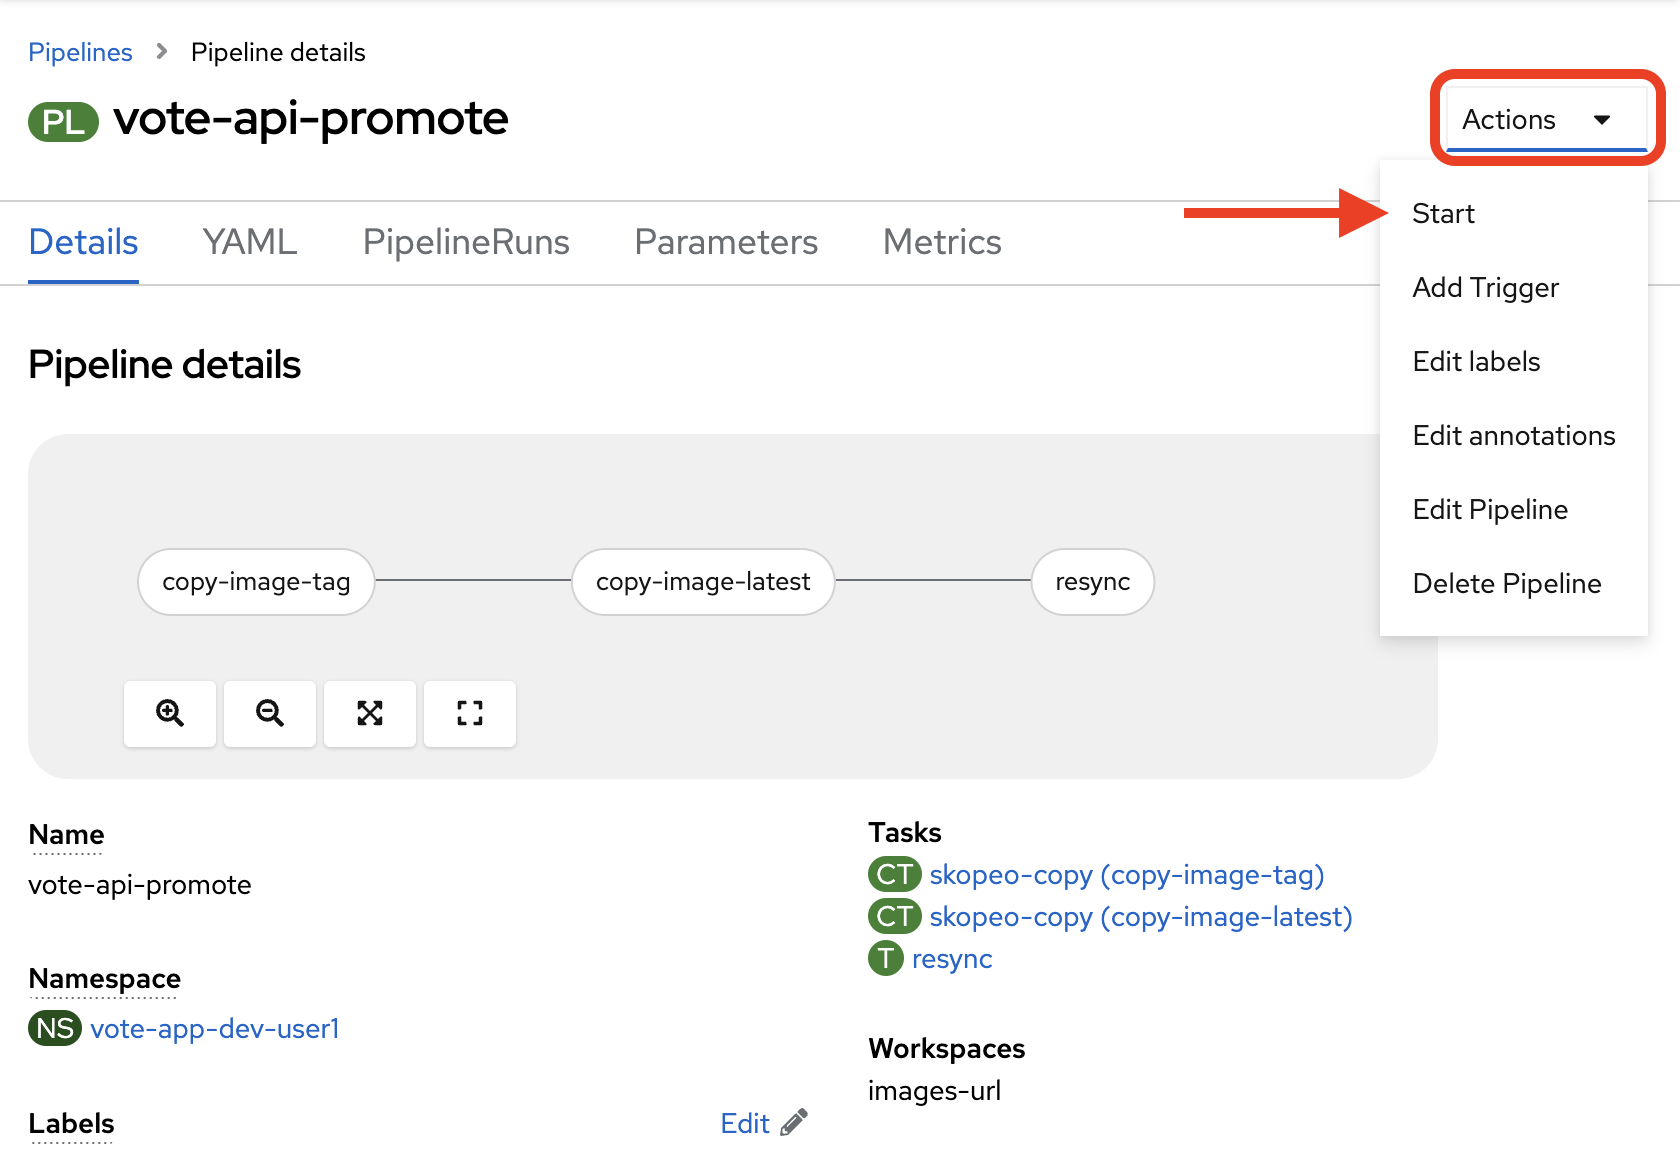 Pipelines > Pipeline details
PL vote-api-promote
Actions
Start
Add Trigger
Edit labels
Edit annotations
Edit Pipeline
Delete Pipeline
Details YAML PipelineRuns Parameters Metrics
Pipeline details
copy-image-tag copy-image-latest resync
Name
vote-api-promote
Namespace
NS vote-app-dev-user1
Labels
Edit
Tasks
CT skopeo-copy (copy-image-tag)
CT skopeo-copy (copy-image-latest)
T resync
Workspaces
images-url